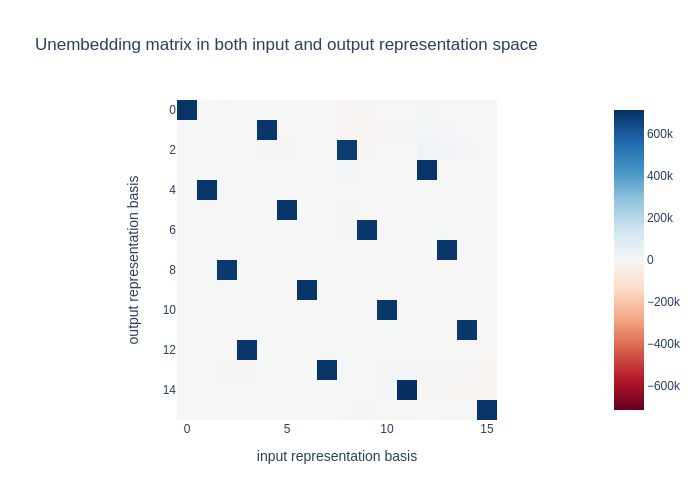 Unembedding matrix in both input and output representation space
0
2
4
6
8
10
12
14
output representation basis
0
5
10
15
input representation basis
600k
400k
200k
0
−200k
−400k
−600k